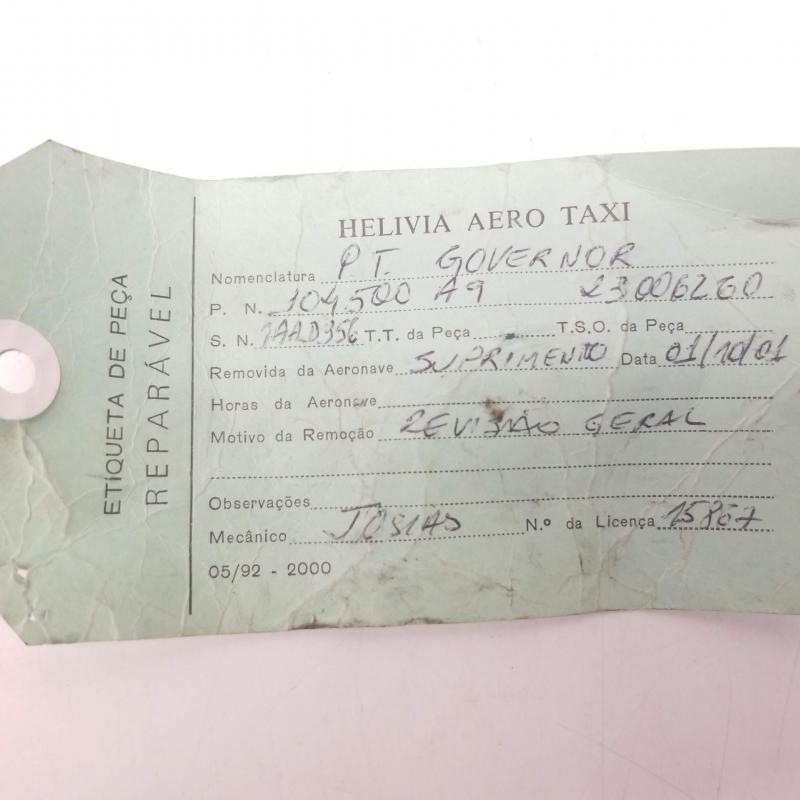 ETIQUETA DE PEÇA
REPARÁVEL
HELIVIA AERO TAXI
Nomenclatura P.T. GOVERNOR
P. N. 104500 A9 23006260
S. N. T.T. da Peça T.S.O. da Peça
Removida da Aeronave SUPRIMENTO Data 01/10/01
Horas da Aeronave
Motivo da Remoção REVISÃO GERAL
Observações
Mecânico JOSIAS N.º da Licença 15867
05/92 - 2000